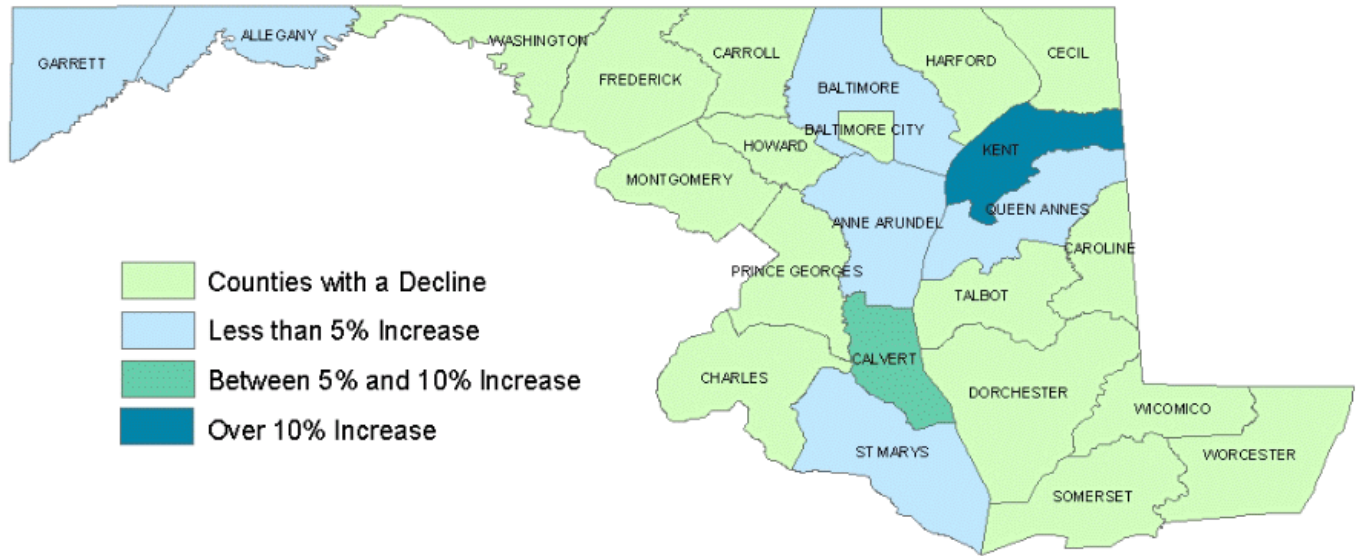 GARRETT
ALLEGANY
WASHINGTON
FREDERICK
CARROLL
BALTIMORE
HARFORD
CECIL
BALTIMORE CITY
HOWARD
KENT
MONTGOMERY
ANNE ARUNDEL
QUEEN ANNES
CAROLINE
PRINCE GEORGES
TALBOT
CALVERT
CHARLES
DORCHESTER
WICOMICO
ST MARYS
WORCESTER
SOMERSET
Counties with a Decline
Less than 5% Increase
Between 5% and 10% Increase
Over 10% Increase